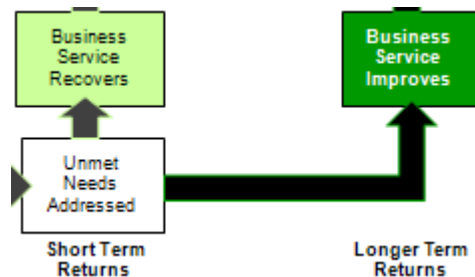 Business
Service
Recovers
Business
Service
Improves
Unmet
Needs
Addressed
Short Term
Returns
Longer Term
Returns